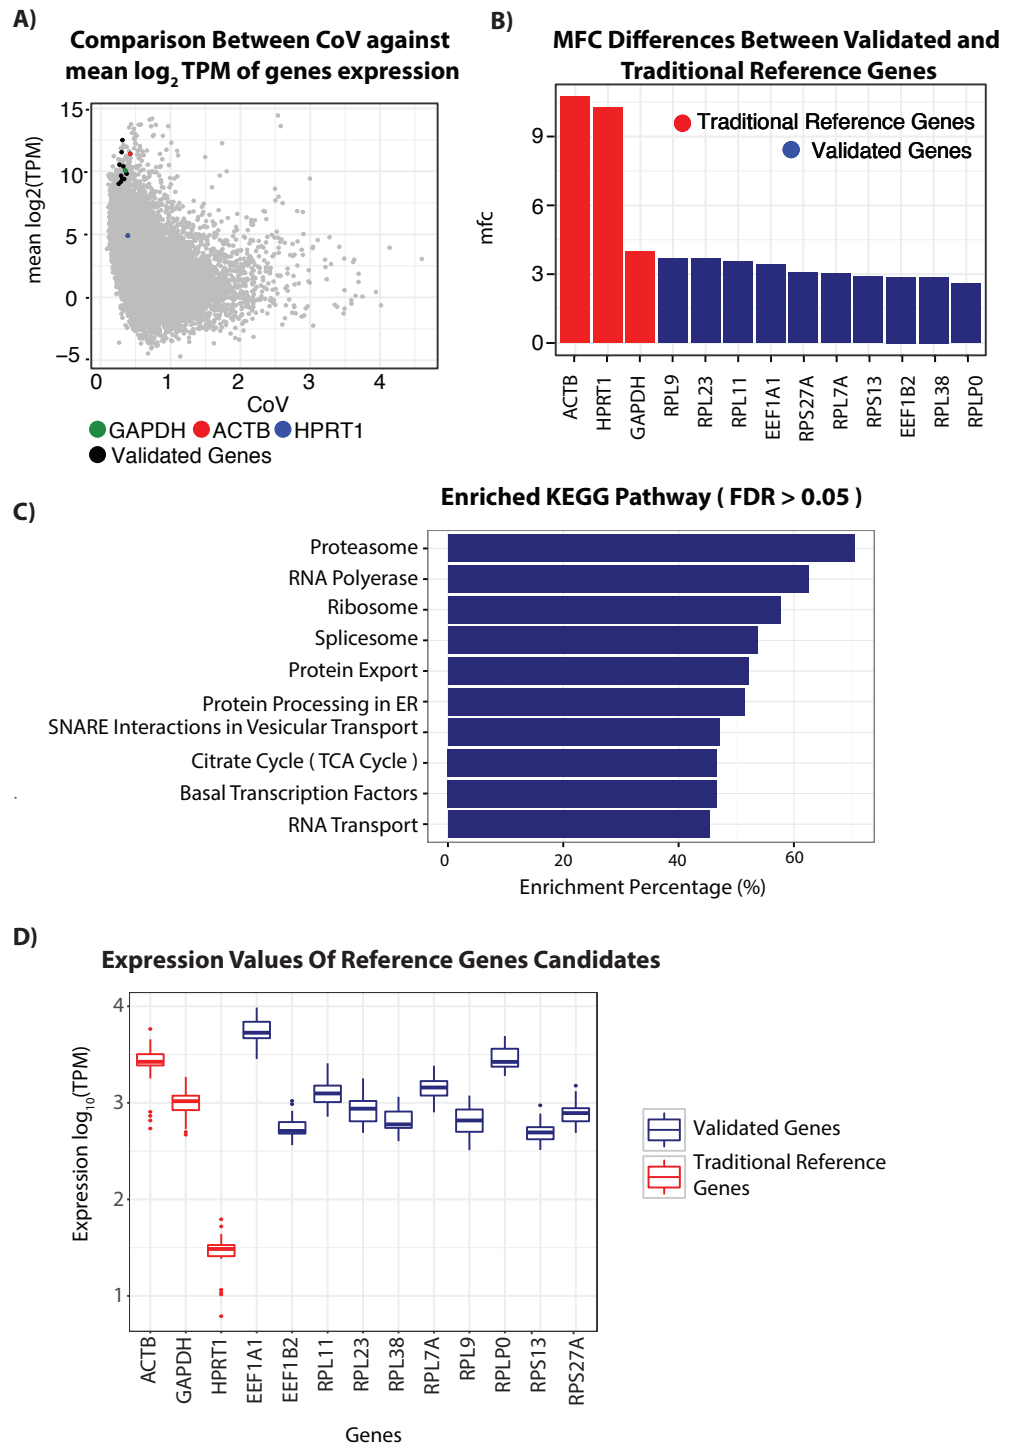 A)
Comparison Between CoV against
mean log2 TPM of genes expression
15
10
5
0
−5
mean log2(TPM)
0 1 2 3 4
CoV
GAPDH ACTB HPRT1
Validated Genes
B)
MFC Differences Between Validated and
Traditional Reference Genes
Traditional Reference Genes
Validated Genes
9
6
3
0
mfc
ACTB
HPRT1
GAPDH
RPL9
RPL23
RPL11
EEF1A1
RPS27A
RPL7A
RPS13
EEF1B2
RPL38
RPLP0
C)
Enriched KEGG Pathway ( FDR > 0.05 )
Proteasome
RNA Polyerase
Ribosome
Splicesome
Protein Export
Protein Processing in ER
SNARE Interactions in Vesicular Transport
Citrate Cycle ( TCA Cycle )
Basal Transcription Factors
RNA Transport
0 20 40 60
Enrichment Percentage (%)
D)
Expression Values Of Reference Genes Candidates
4
3
2
1
Expression log10(TPM)
ACTB
GAPDH
HPRT1
EEF1A1
EEF1B2
RPL11
RPL23
RPL38
RPL7A
RPL9
RPLP0
RPS13
RPS27A
Genes
Validated Genes
Traditional Reference
Genes